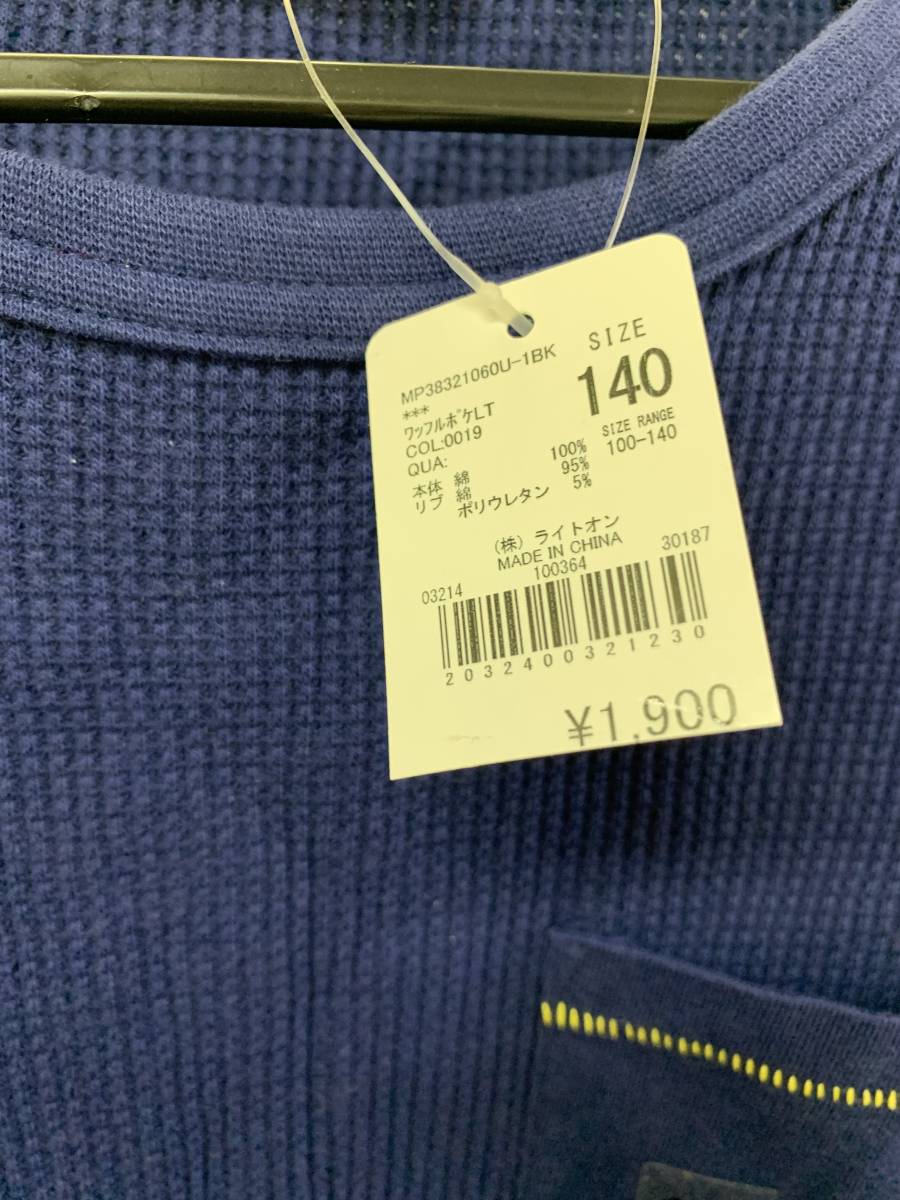 MP38321060U-1BK
SIZE
140
***
ワッフルポケLT
SIZE RANGE
COL:0019
100-140
QUA:
本体 綿 100%
リブ 綿 95%
ポリウレタン 5%
(株) ライトオン
MADE IN CHINA
03214 100364 30187
2032400321230
¥1,900